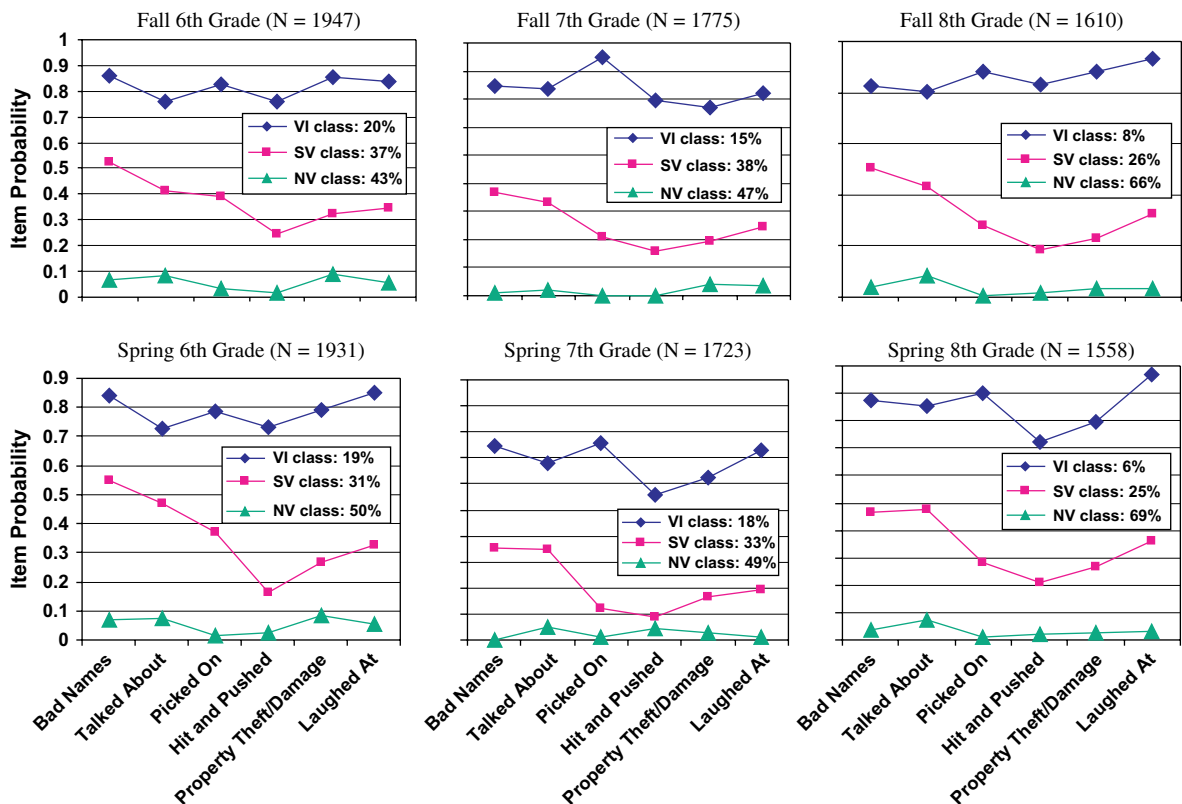 Fall 6th Grade (N = 1947)
Fall 7th Grade (N = 1775)
Fall 8th Grade (N = 1610)
Item Probability
1
0.9
0.8
0.7
0.6
0.5
0.4
0.3
0.2
0.1
0
VI class: 20%
SV class: 37%
NV class: 43%
VI class: 15%
SV class: 38%
NV class: 47%
VI class: 8%
SV class: 26%
NV class: 66%
Spring 6th Grade (N = 1931)
Spring 7th Grade (N = 1723)
Spring 8th Grade (N = 1558)
Item Probability
0.9
0.8
0.7
0.6
0.5
0.4
0.3
0.2
0.1
0
VI class: 19%
SV class: 31%
NV class: 50%
VI class: 18%
SV class: 33%
NV class: 49%
VI class: 6%
SV class: 25%
NV class: 69%
Bad Names
Talked About
Picked On
Hit and Pushed
Property Theft/Damage
Laughed At
Bad Names
Talked About
Picked On
Hit and Pushed
Property Theft/Damage
Laughed At
Bad Names
Talked About
Picked On
Hit and Pushed
Property Theft/Damage
Laughed At